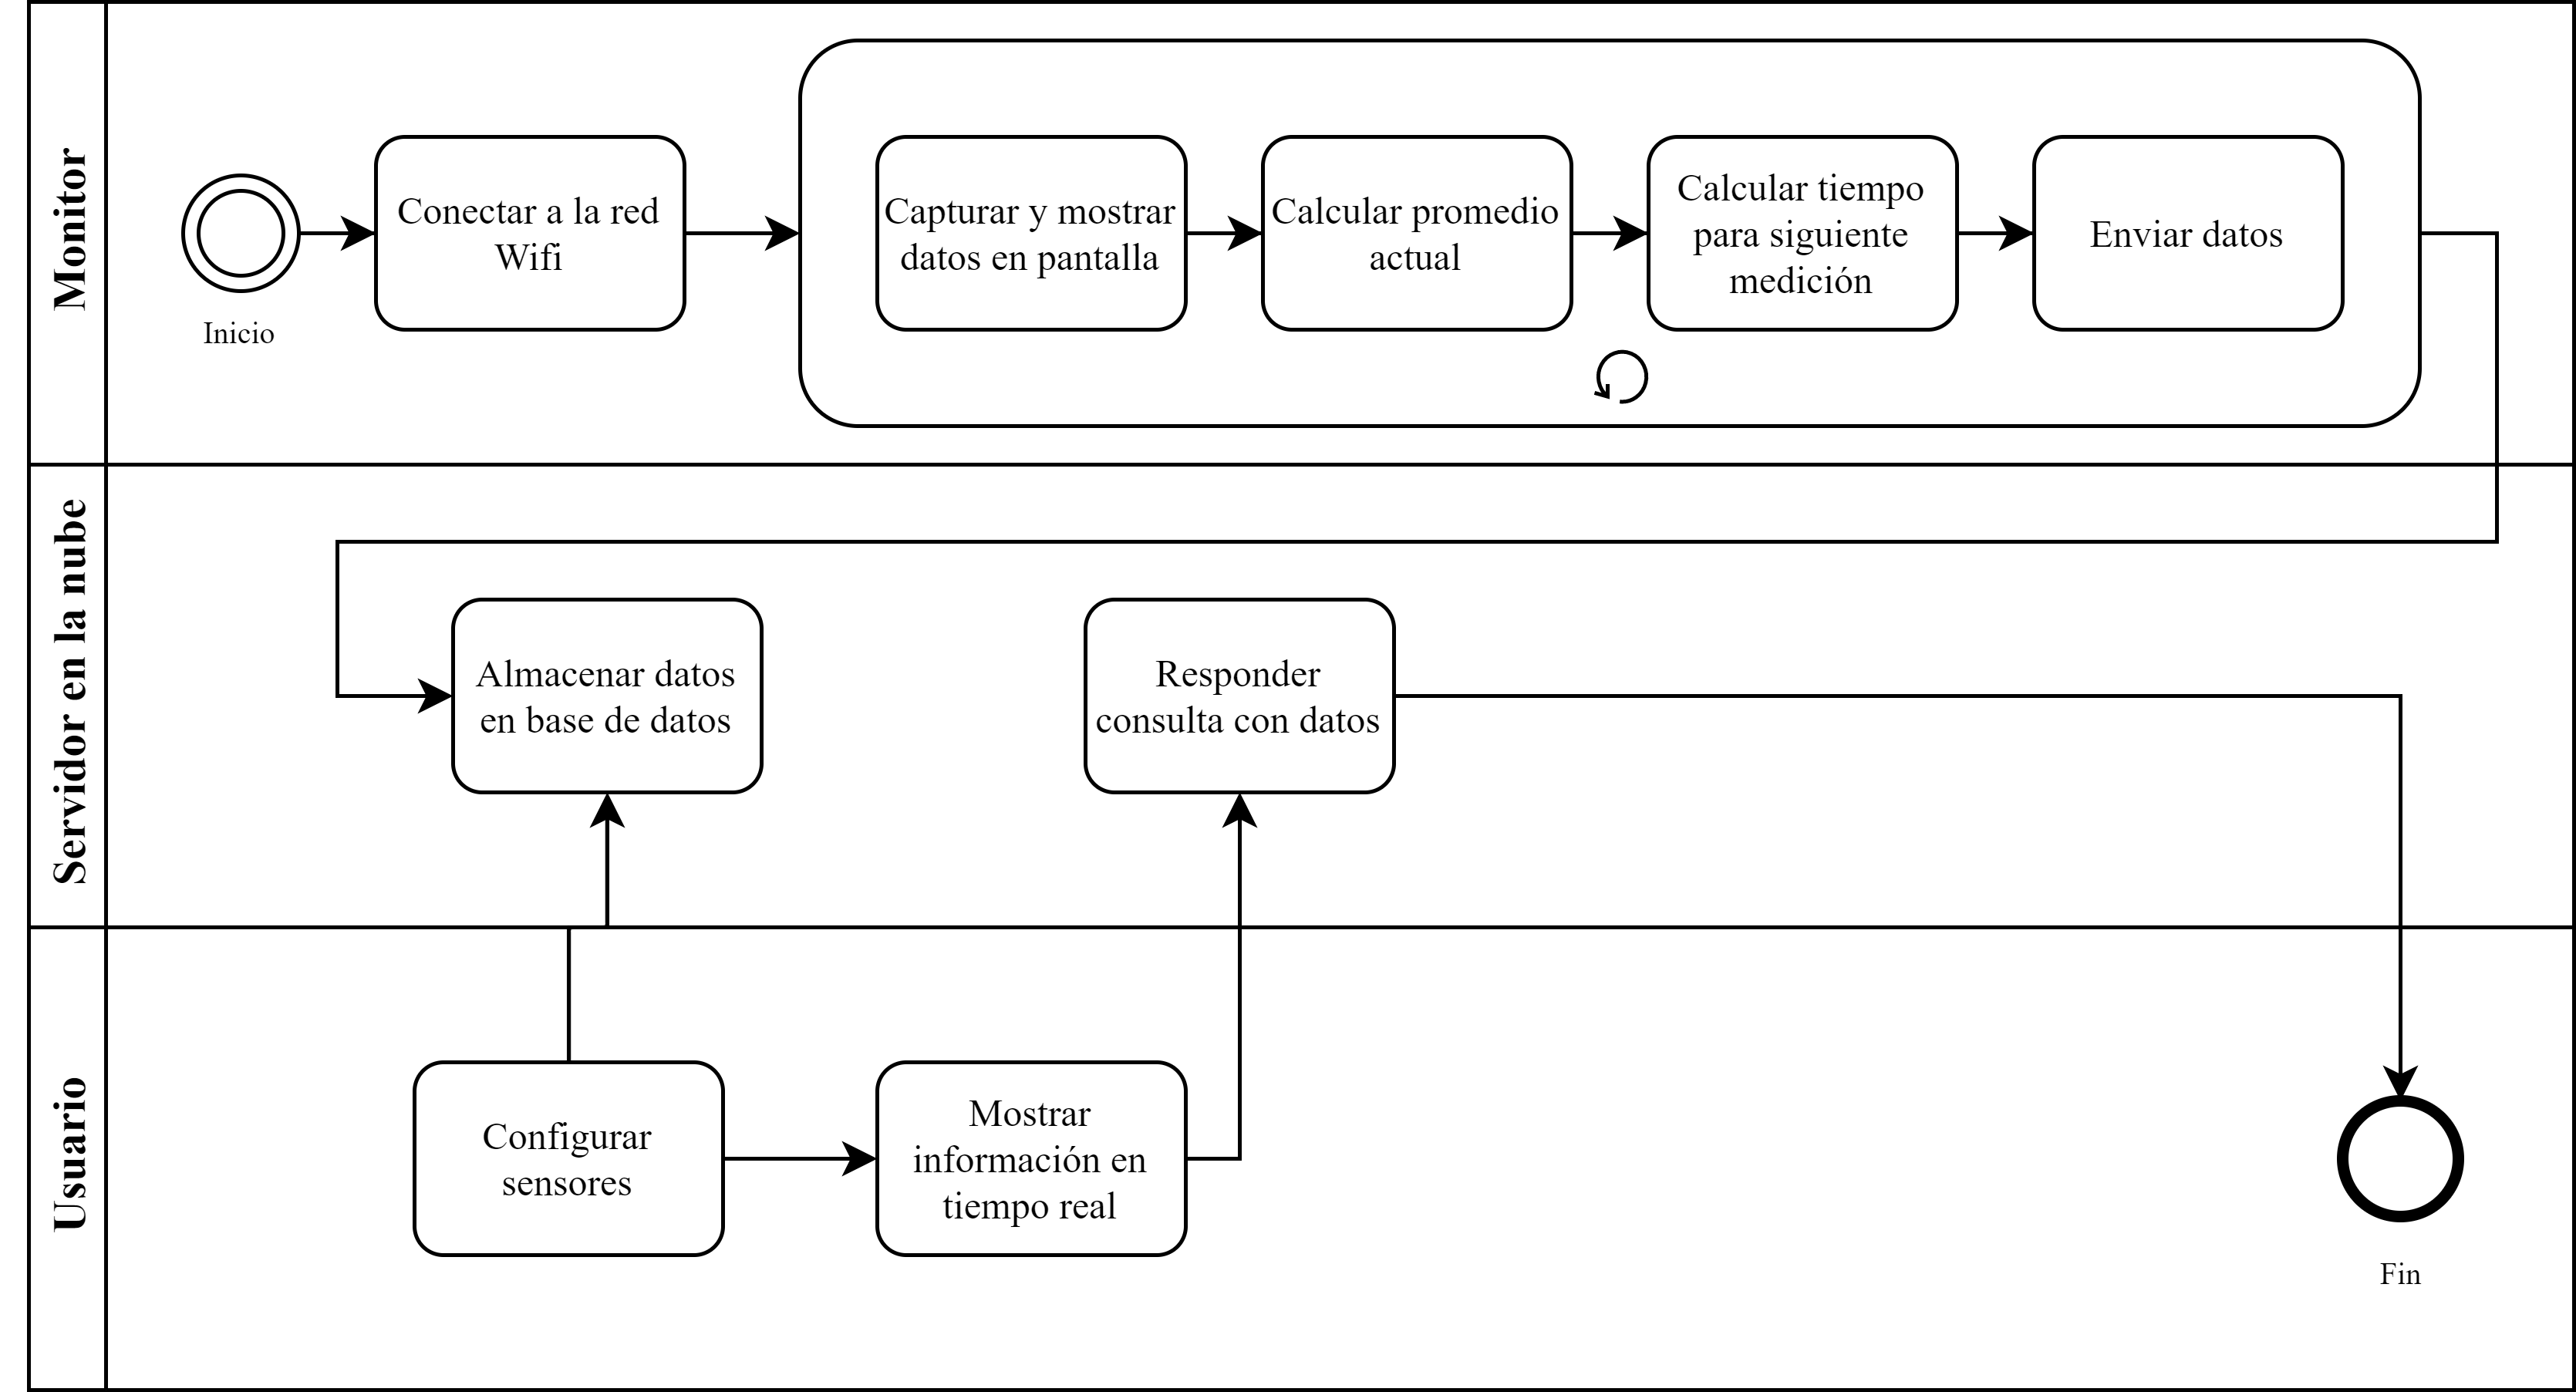 Monitor
Inicio
Conectar a la red
Wifi
Capturar y mostrar
datos en pantalla
Calcular promedio
actual
Calcular tiempo
para siguiente
medición
Enviar datos
Servidor en la nube
Almacenar datos
en base de datos
Responder
consulta con datos
Usuario
Configurar
sensores
Mostrar
información en
tiempo real
Fin